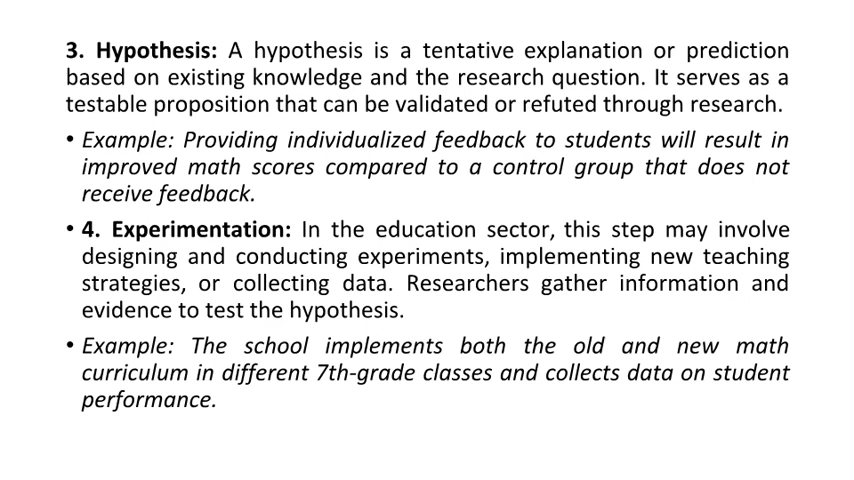 3. Hypothesis: A hypothesis is a tentative explanation or prediction
based on existing knowledge and the research question. It serves as a
testable proposition that can be validated or refuted through research.
• Example: Providing individualized feedback to students will result in
improved math scores compared to a control group that does not
receive feedback.
• 4. Experimentation: In the education sector, this step may involve
designing and conducting experiments, implementing new teaching
strategies, or collecting data. Researchers gather information and
evidence to test the hypothesis.
• Example: The school implements both the old and new math
curriculum in different 7th-grade classes and collects data on student
performance.